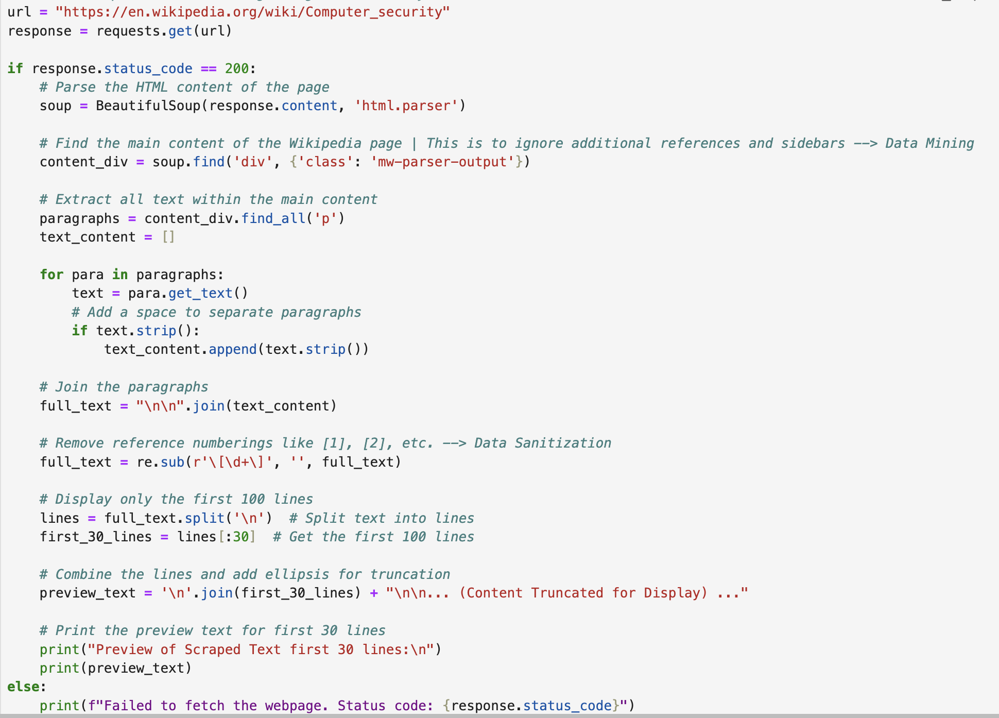 url = "https://en.wikipedia.org/wiki/Computer_security"
response = requests.get(url)

if response.status_code == 200:
    # Parse the HTML content of the page
    soup = BeautifulSoup(response.content, 'html.parser')

    # Find the main content of the Wikipedia page | This is to ignore additional references and sidebars --> Data Mining
    content_div = soup.find('div', {'class': 'mw-parser-output'})

    # Extract all text within the main content
    paragraphs = content_div.find_all('p')
    text_content = []

    for para in paragraphs:
        text = para.get_text()
        # Add a space to separate paragraphs
        if text.strip():
            text_content.append(text.strip())

    # Join the paragraphs
    full_text = "\n\n".join(text_content)

    # Remove reference numberings like [1], [2], etc. --> Data Sanitization
    full_text = re.sub(r'\[\d+\]', '', full_text)

    # Display only the first 100 lines
    lines = full_text.split('\n')  # Split text into lines
    first_30_lines = lines[:30]  # Get the first 100 lines

    # Combine the lines and add ellipsis for truncation
    preview_text = '\n'.join(first_30_lines) + "\n\n... (Content Truncated for Display) ..."

    # Print the preview text for first 30 lines
    print("Preview of Scraped Text first 30 lines:\n")
    print(preview_text)
else:
    print(f"Failed to fetch the webpage. Status code: {response.status_code}")